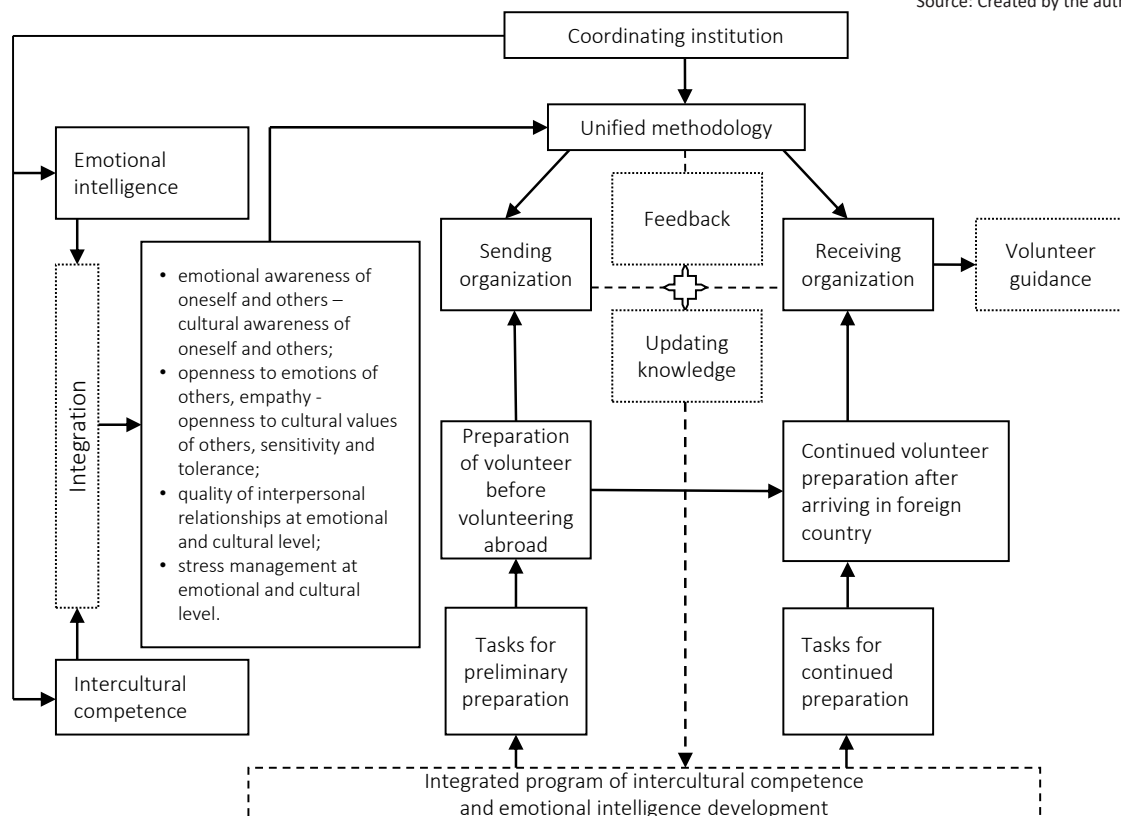 Source: Created by the aut
Coordinating institution
Unified methodology
Emotional
intelligence
Feedback
Sending
organization
Receiving
organization
Volunteer
guidance
• emotional awareness of
oneself and others –
cultural awareness of
oneself and others;
• openness to emotions of
others, empathy -
openness to cultural values
of others, sensitivity and
tolerance;
• quality of interpersonal
relationships at emotional
and cultural level;
• stress management at
emotional and cultural
level.
Integration
Updating
knowledge
Preparation
of volunteer
before
volunteering
abroad
Continued volunteer
preparation after
arriving in foreign
country
Intercultural
competence
Tasks for
preliminary
preparation
Tasks for
continued
preparation
Integrated program of intercultural competence
and emotional intelligence development